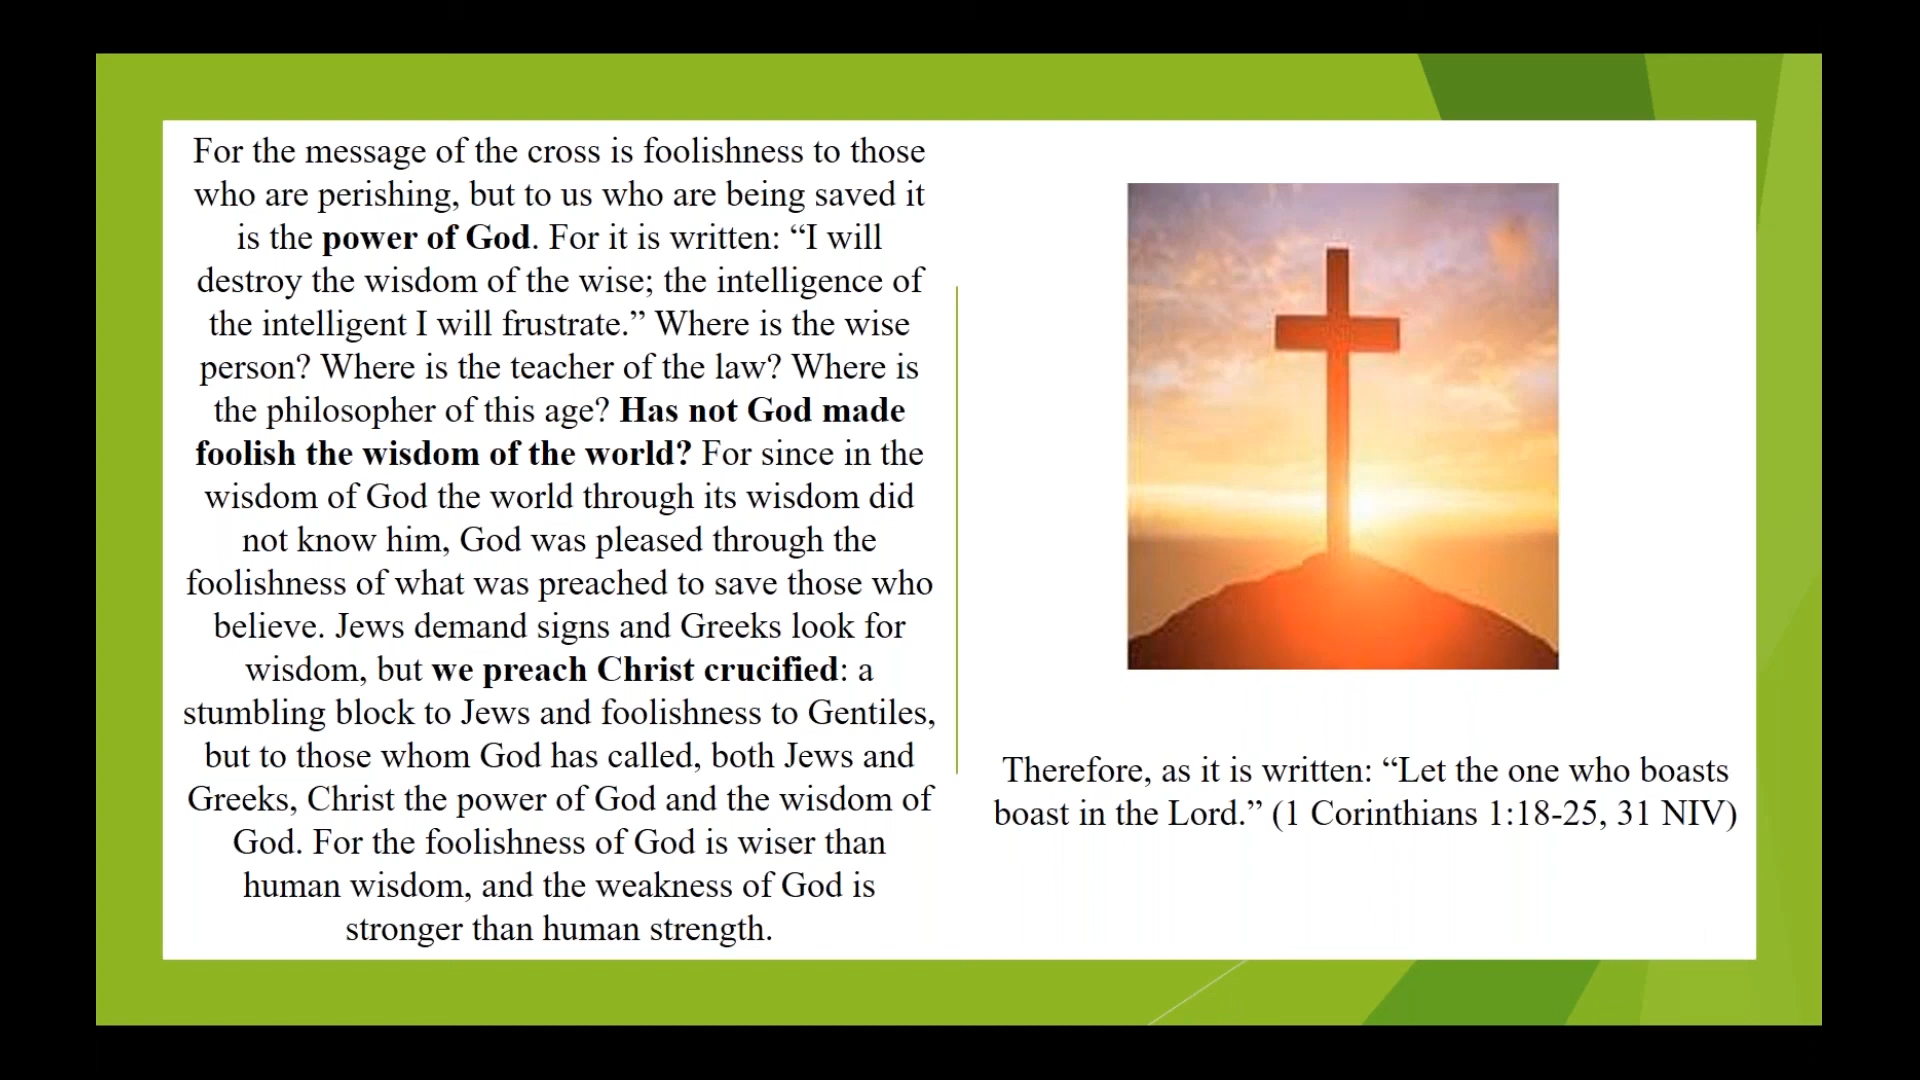 For the message of the cross is foolishness to those
who are perishing, but to us who are being saved it
is the power of God. For it is written: “I will
destroy the wisdom of the wise; the intelligence of
the intelligent I will frustrate.” Where is the wise
person? Where is the teacher of the law? Where is
the philosopher of this age? Has not God made
foolish the wisdom of the world? For since in the
wisdom of God the world through its wisdom did
not know him, God was pleased through the
foolishness of what was preached to save those who
believe. Jews demand signs and Greeks look for
wisdom, but we preach Christ crucified: a
stumbling block to Jews and foolishness to Gentiles,
but to those whom God has called, both Jews and
Greeks, Christ the power of God and the wisdom of
God. For the foolishness of God is wiser than
human wisdom, and the weakness of God is
stronger than human strength.
Therefore, as it is written: “Let the one who boasts
boast in the Lord.” (1 Corinthians 1:18-25, 31 NIV)